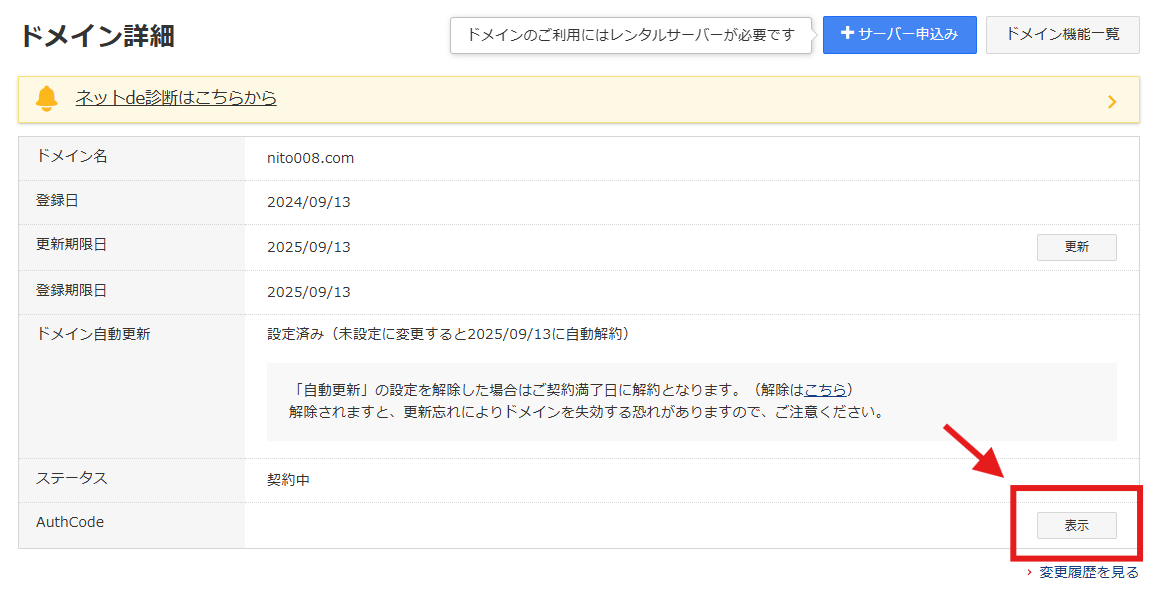 ドメイン詳細
ドメインのご利用にはレンタルサーバーが必要です
+サーバー申込み
ドメイン機能一覧
ネットde診断はこちらから
ドメイン名 nito008.com
登録日 2024/09/13
更新期限日 2025/09/13 更新
登録期限日 2025/09/13
ドメイン自動更新 設定済み（未設定に変更すると2025/09/13に自動解約）
「自動更新」の設定を解除した場合はご契約満了日に解約となります。（解除はこちら）
解除されますと、更新忘れによりドメインを失効する恐れがありますので、ご注意ください。
ステータス 契約中
AuthCode 表示
変更履歴を見る